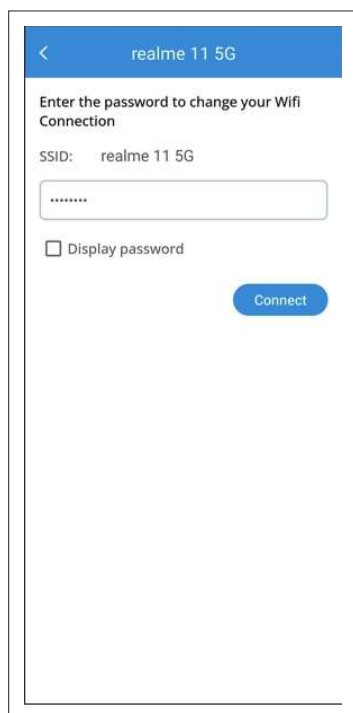 realme 11 5G
Enter the password to change your Wifi
Connection
SSID: realme 11 5G
••••••••
Display password
Connect